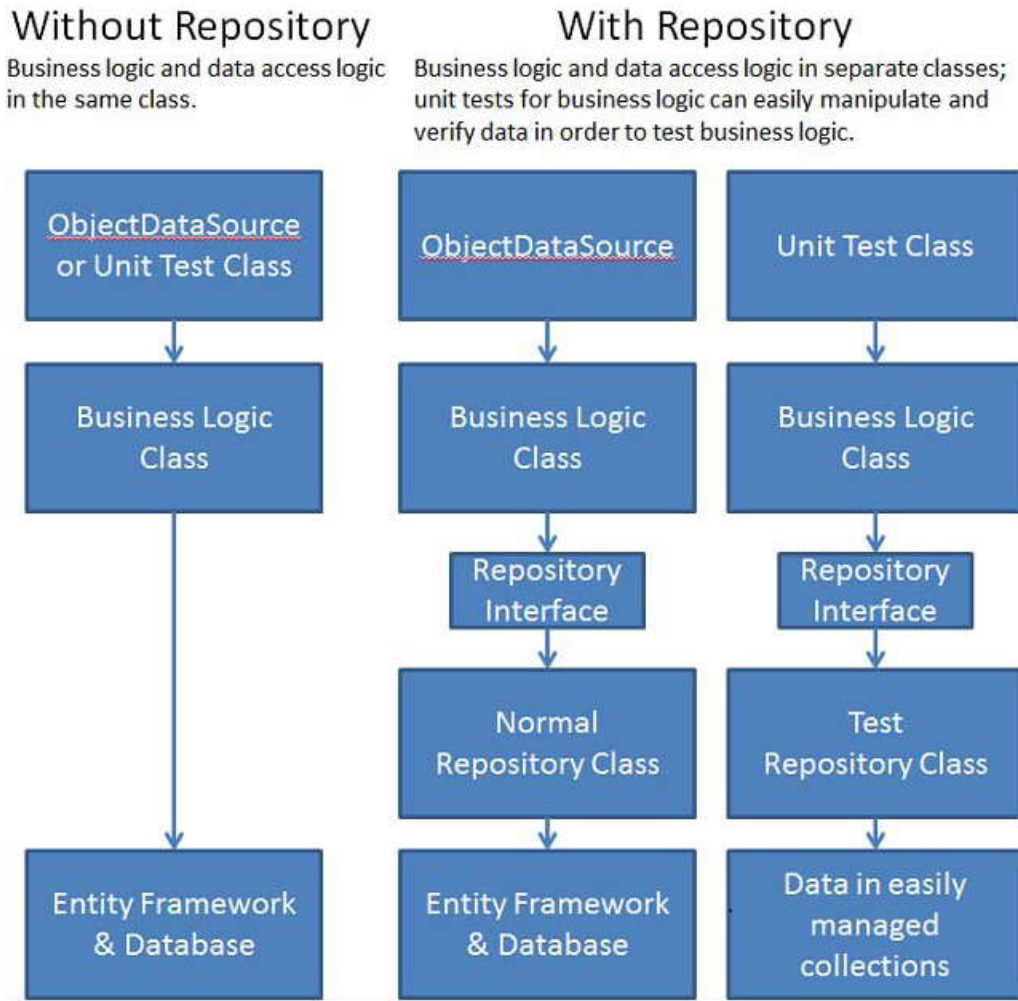 Without Repository
Business logic and data access logic
in the same class.
ObjectDataSource
or Unit Test Class
Business Logic
Class
Entity Framework
& Database
With Repository
Business logic and data access logic in separate classes;
unit tests for business logic can easily manipulate and
verify data in order to test business logic.
ObjectDataSource
Business Logic
Class
Repository
Interface
Normal
Repository Class
Entity Framework
& Database
Unit Test Class
Business Logic
Class
Repository
Interface
Test
Repository Class
Data in easily
managed
collections